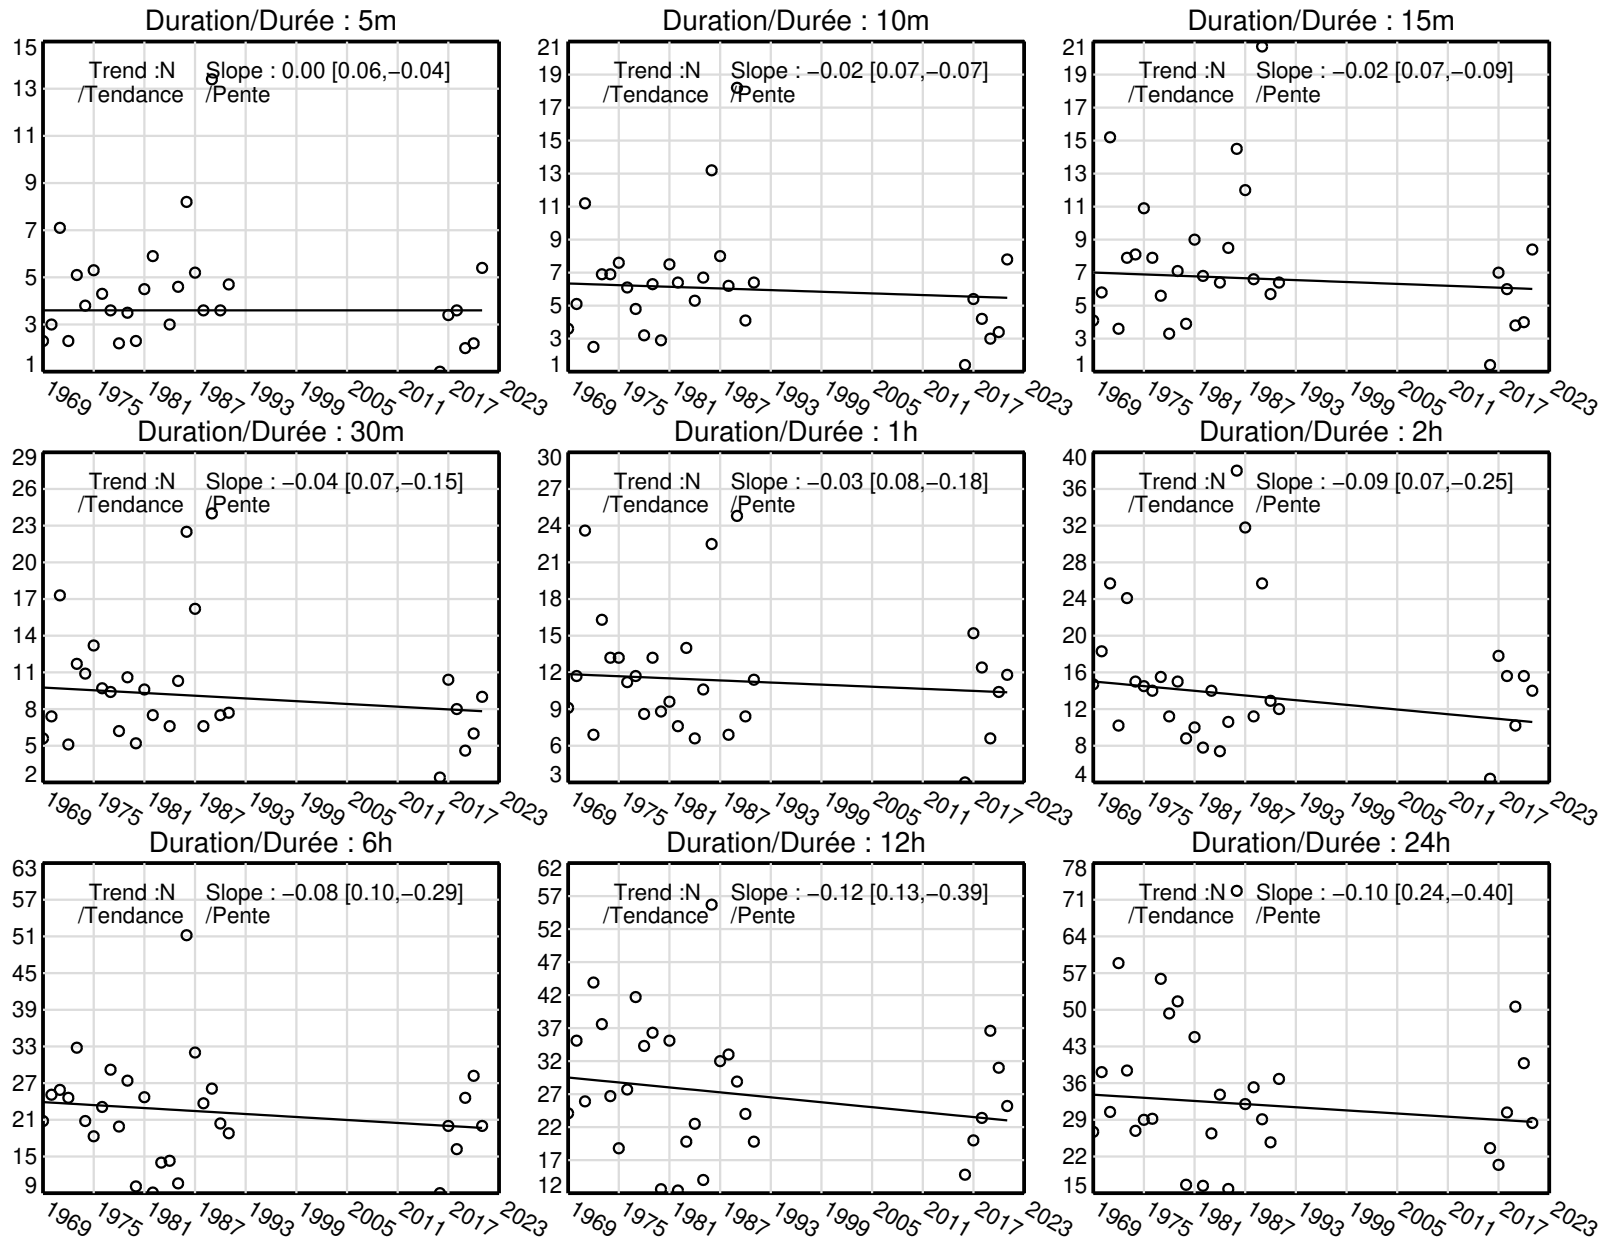 Duration/Durée : 5m
Trend :N Slope : 0.00 [0.06,−0.04]
/Tendance /Pente
15
13
11
9
7
5
3
1
1969 1975 1981 1987 1993 1999 2005 2011 2017 2023
Duration/Durée : 10m
Trend :N Slope : −0.02 [0.07,−0.07]
/Tendance /Pente
21
19
17
15
13
11
9
7
5
3
1
1969 1975 1981 1987 1993 1999 2005 2011 2017 2023
Duration/Durée : 15m
Trend :N Slope : −0.02 [0.07,−0.09]
/Tendance /Pente
21
19
17
15
13
11
9
7
5
3
1
1969 1975 1981 1987 1993 1999 2005 2011 2017 2023
Duration/Durée : 30m
Trend :N Slope : −0.04 [0.07,−0.15]
/Tendance /Pente
29
26
23
20
17
14
11
8
5
2
1969 1975 1981 1987 1993 1999 2005 2011 2017 2023
Duration/Durée : 1h
Trend :N Slope : −0.03 [0.08,−0.18]
/Tendance /Pente
30
27
24
21
18
15
12
9
6
3
1969 1975 1981 1987 1993 1999 2005 2011 2017 2023
Duration/Durée : 2h
Trend :N Slope : −0.09 [0.07,−0.25]
/Tendance /Pente
40
36
32
28
24
20
16
12
8
4
1969 1975 1981 1987 1993 1999 2005 2011 2017 2023
Duration/Durée : 6h
Trend :N Slope : −0.08 [0.10,−0.29]
/Tendance /Pente
63
57
51
45
39
33
27
21
15
9
1969 1975 1981 1987 1993 1999 2005 2011 2017 2023
Duration/Durée : 12h
Trend :N Slope : −0.12 [0.13,−0.39]
/Tendance /Pente
62
57
52
47
42
37
32
27
22
17
12
1969 1975 1981 1987 1993 1999 2005 2011 2017 2023
Duration/Durée : 24h
Trend :N Slope : −0.10 [0.24,−0.40]
/Tendance /Pente
78
71
64
57
50
43
36
29
22
15
1969 1975 1981 1987 1993 1999 2005 2011 2017 2023